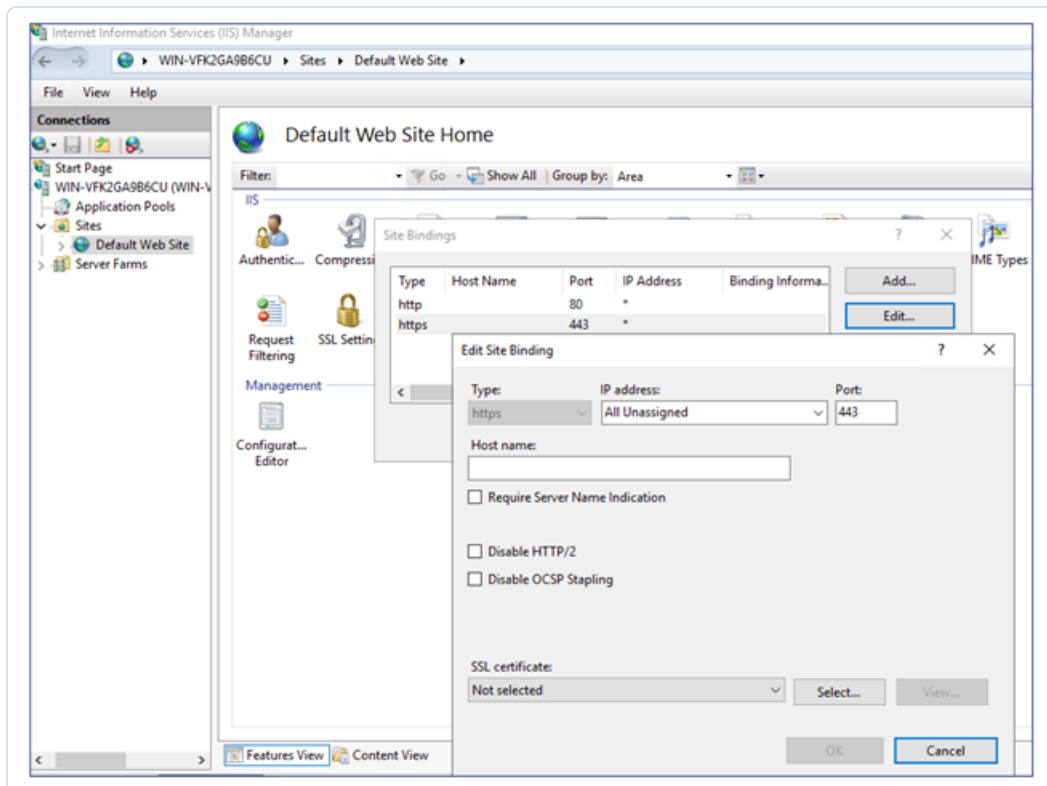 Internet Information Services (IIS) Manager
WIN-VFK2GA9B6CU Sites Default Web Site
File View Help
Connections
Start Page
WIN-VFK2GA9B6CU (WIN-V
Application Pools
Sites
Default Web Site
Server Farms
Default Web Site Home
Filter: Go Show All Group by: Area
IIS
Authentic... Compressi
IME Types
Request Filtering
SSL Settin
Management
Configurat... Editor
Site Bindings ?
Type Host Name Port IP Address Binding Informa...
http 80 *
https 443 *
Add...
Edit...
Edit Site Binding ?
Type: IP address: Port:
https All Unassigned 443
Host name:
Require Server Name Indication
Disable HTTP/2
Disable OCSP Stapling
SSL certificate:
Not selected Select... View...
OK Cancel
Features View Content View